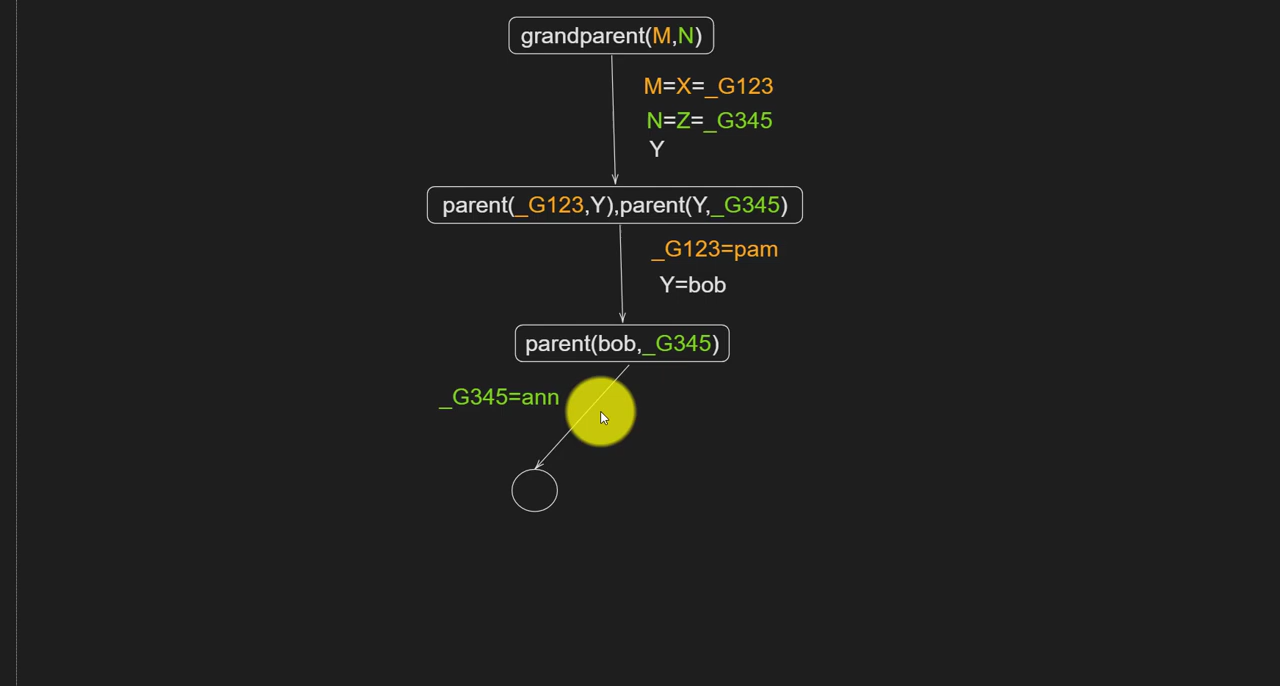 grandparent(M,N)
M=X=_G123
N=Z=_G345
Y
parent(_G123,Y),parent(Y,_G345)
_G123=pam
Y=bob
parent(bob,_G345)
_G345=ann